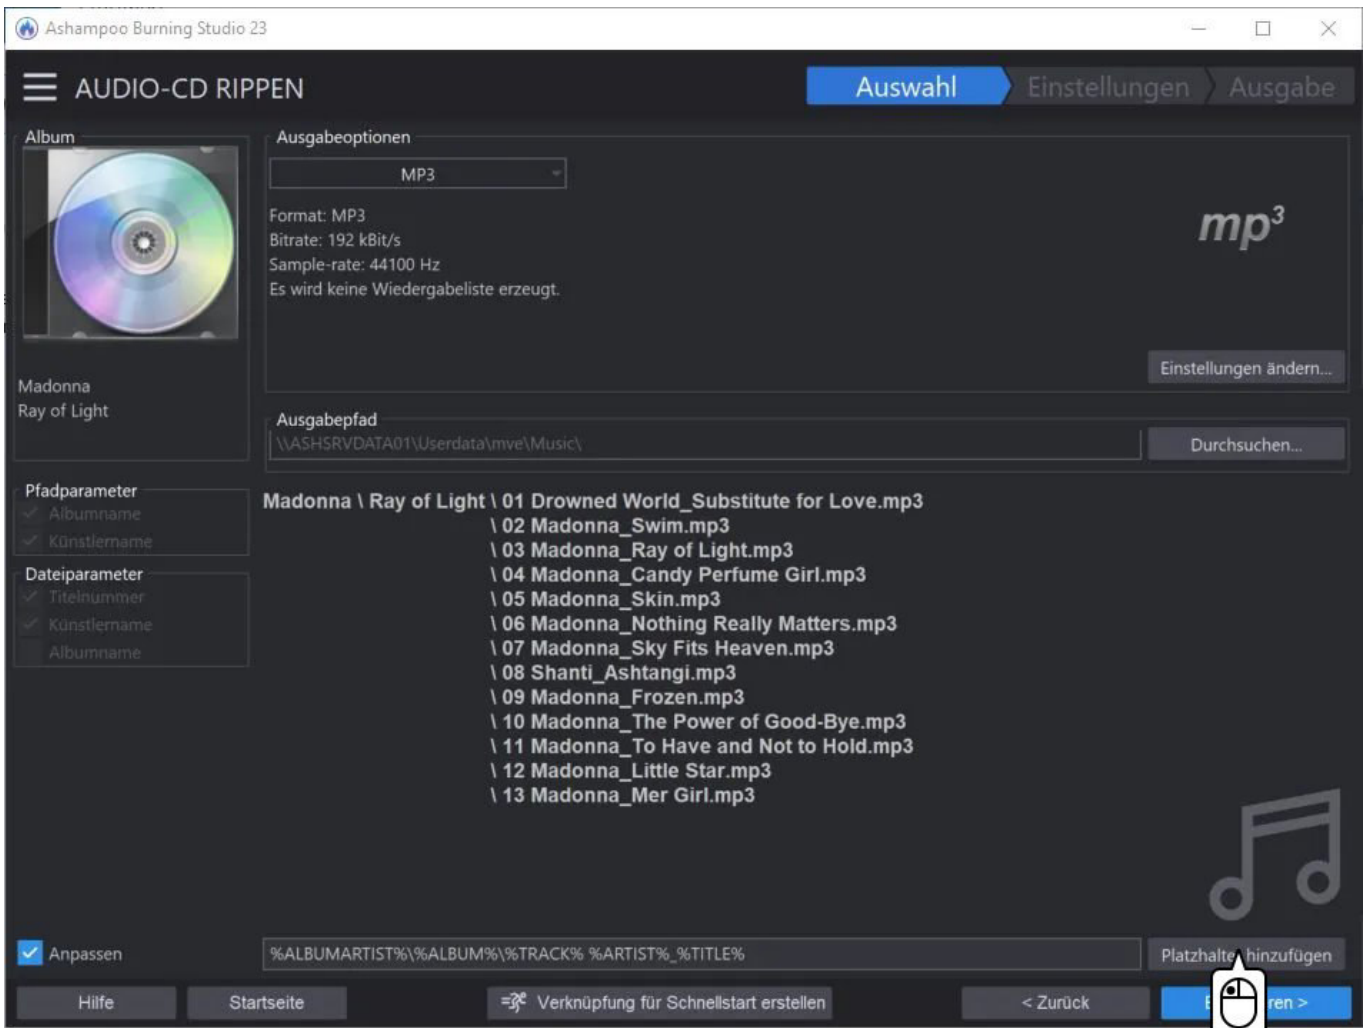 Ashampoo Burning Studio 23
AUDIO-CD RIPPEN
Auswahl
Einstellungen
Ausgabe
Album
Madonna
Ray of Light
Ausgabeoptionen
MP3
Format: MP3
Bitrate: 192 kBit/s
Sample-rate: 44100 Hz
Es wird keine Wiedergabeliste erzeugt.
mp3
Einstellungen ändern...
Ausgabepfad
\\ASHSRVDATA01\Userdata\mve\Music\
Durchsuchen...
Pfadparameter
Albumname
Künstlername
Dateiparameter
Titelnummer
Künstlername
Albumname
Madonna \ Ray of Light \ 01 Drowned World_Substitute for Love.mp3
\ 02 Madonna_Swim.mp3
\ 03 Madonna_Ray of Light.mp3
\ 04 Madonna_Candy Perfume Girl.mp3
\ 05 Madonna_Skin.mp3
\ 06 Madonna_Nothing Really Matters.mp3
\ 07 Madonna_Sky Fits Heaven.mp3
\ 08 Shanti_Ashtangi.mp3
\ 09 Madonna_Frozen.mp3
\ 10 Madonna_The Power of Good-Bye.mp3
\ 11 Madonna_To Have and Not to Hold.mp3
\ 12 Madonna_Little Star.mp3
\ 13 Madonna_Mer Girl.mp3
Anpassen
%ALBUMARTIST%\%ALBUM%\%TRACK% %ARTIST%_%TITLE%
Platzhalter hinzufügen
Hilfe
Startseite
Verknüpfung für Schnellstart erstellen
< Zurück
>